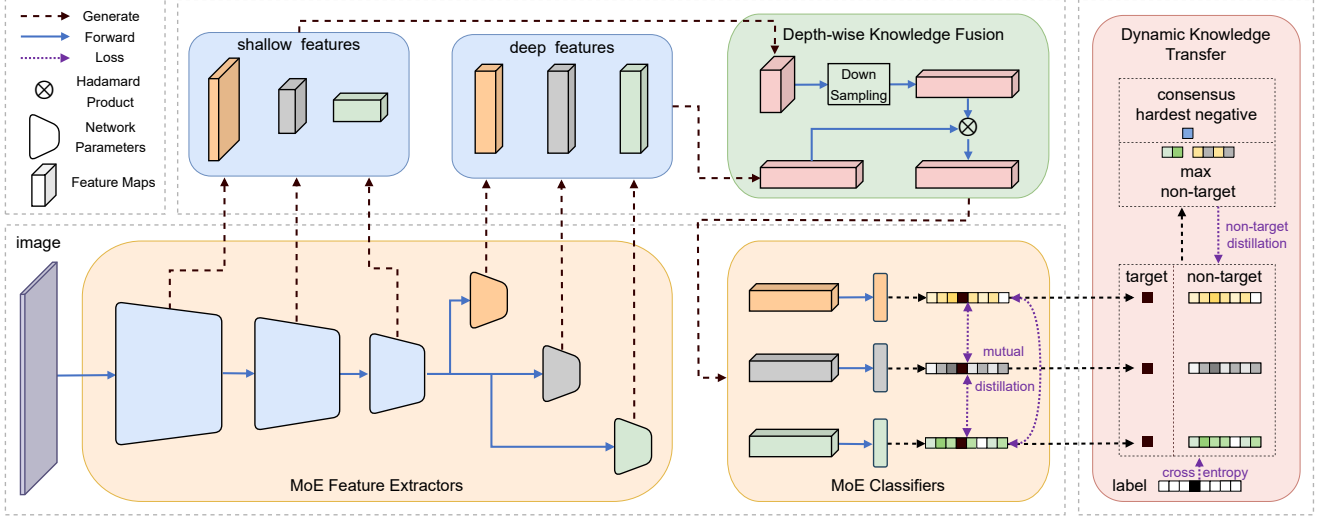 Generate
Forward
Loss
Hadamard
Product
Network
Parameters
Feature Maps
shallow features
deep features
Depth-wise Knowledge Fusion
Down
Sampling
Dynamic Knowledge
Transfer
consensus
hardest negative
max
non-target
non-target
distillation
target
non-target
image
mutual
distillation
MoE Feature Extractors
MoE Classifiers
cross entropy
label